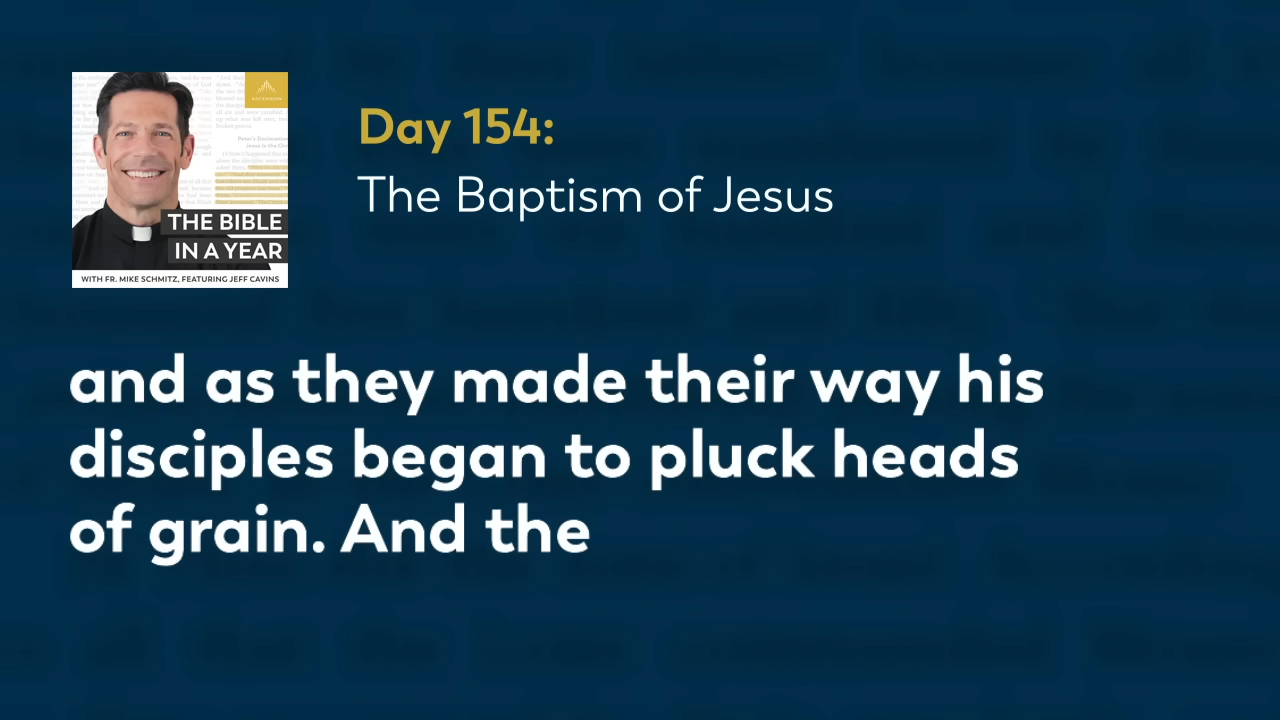 ASCENSION
THE BIBLE
IN A YEAR
WITH FR. MIKE SCHMITZ, FEATURING JEFF CAVINS
Day 154:
The Baptism of Jesus
and as they made their way his
disciples began to pluck heads
of grain. And the